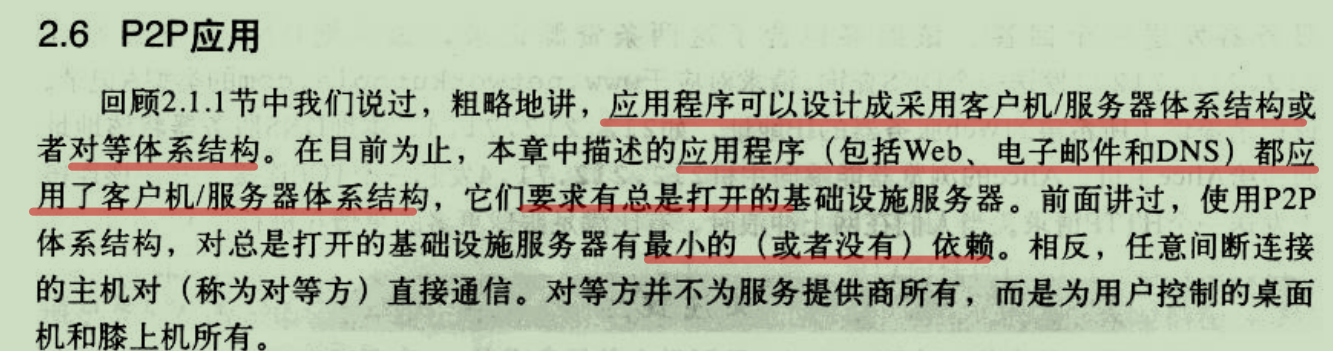 2.6 P2P应用
回顾2.1.1节中我们说过，粗略地讲，应用程序可以设计成采用客户机/服务器体系结构或
者对等体系结构。在目前为止，本章中描述的应用程序（包括Web、电子邮件和DNS）都应
用了客户机/服务器体系结构，它们要求有总是打开的基础设施服务器。前面讲过，使用P2P
体系结构，对总是打开的基础设施服务器有最小的（或者没有）依赖。相反，任意间断连接
的主机对（称为对等方）直接通信。对等方并不为服务提供商所有，而是为用户控制的桌面
机和膝上机所有。